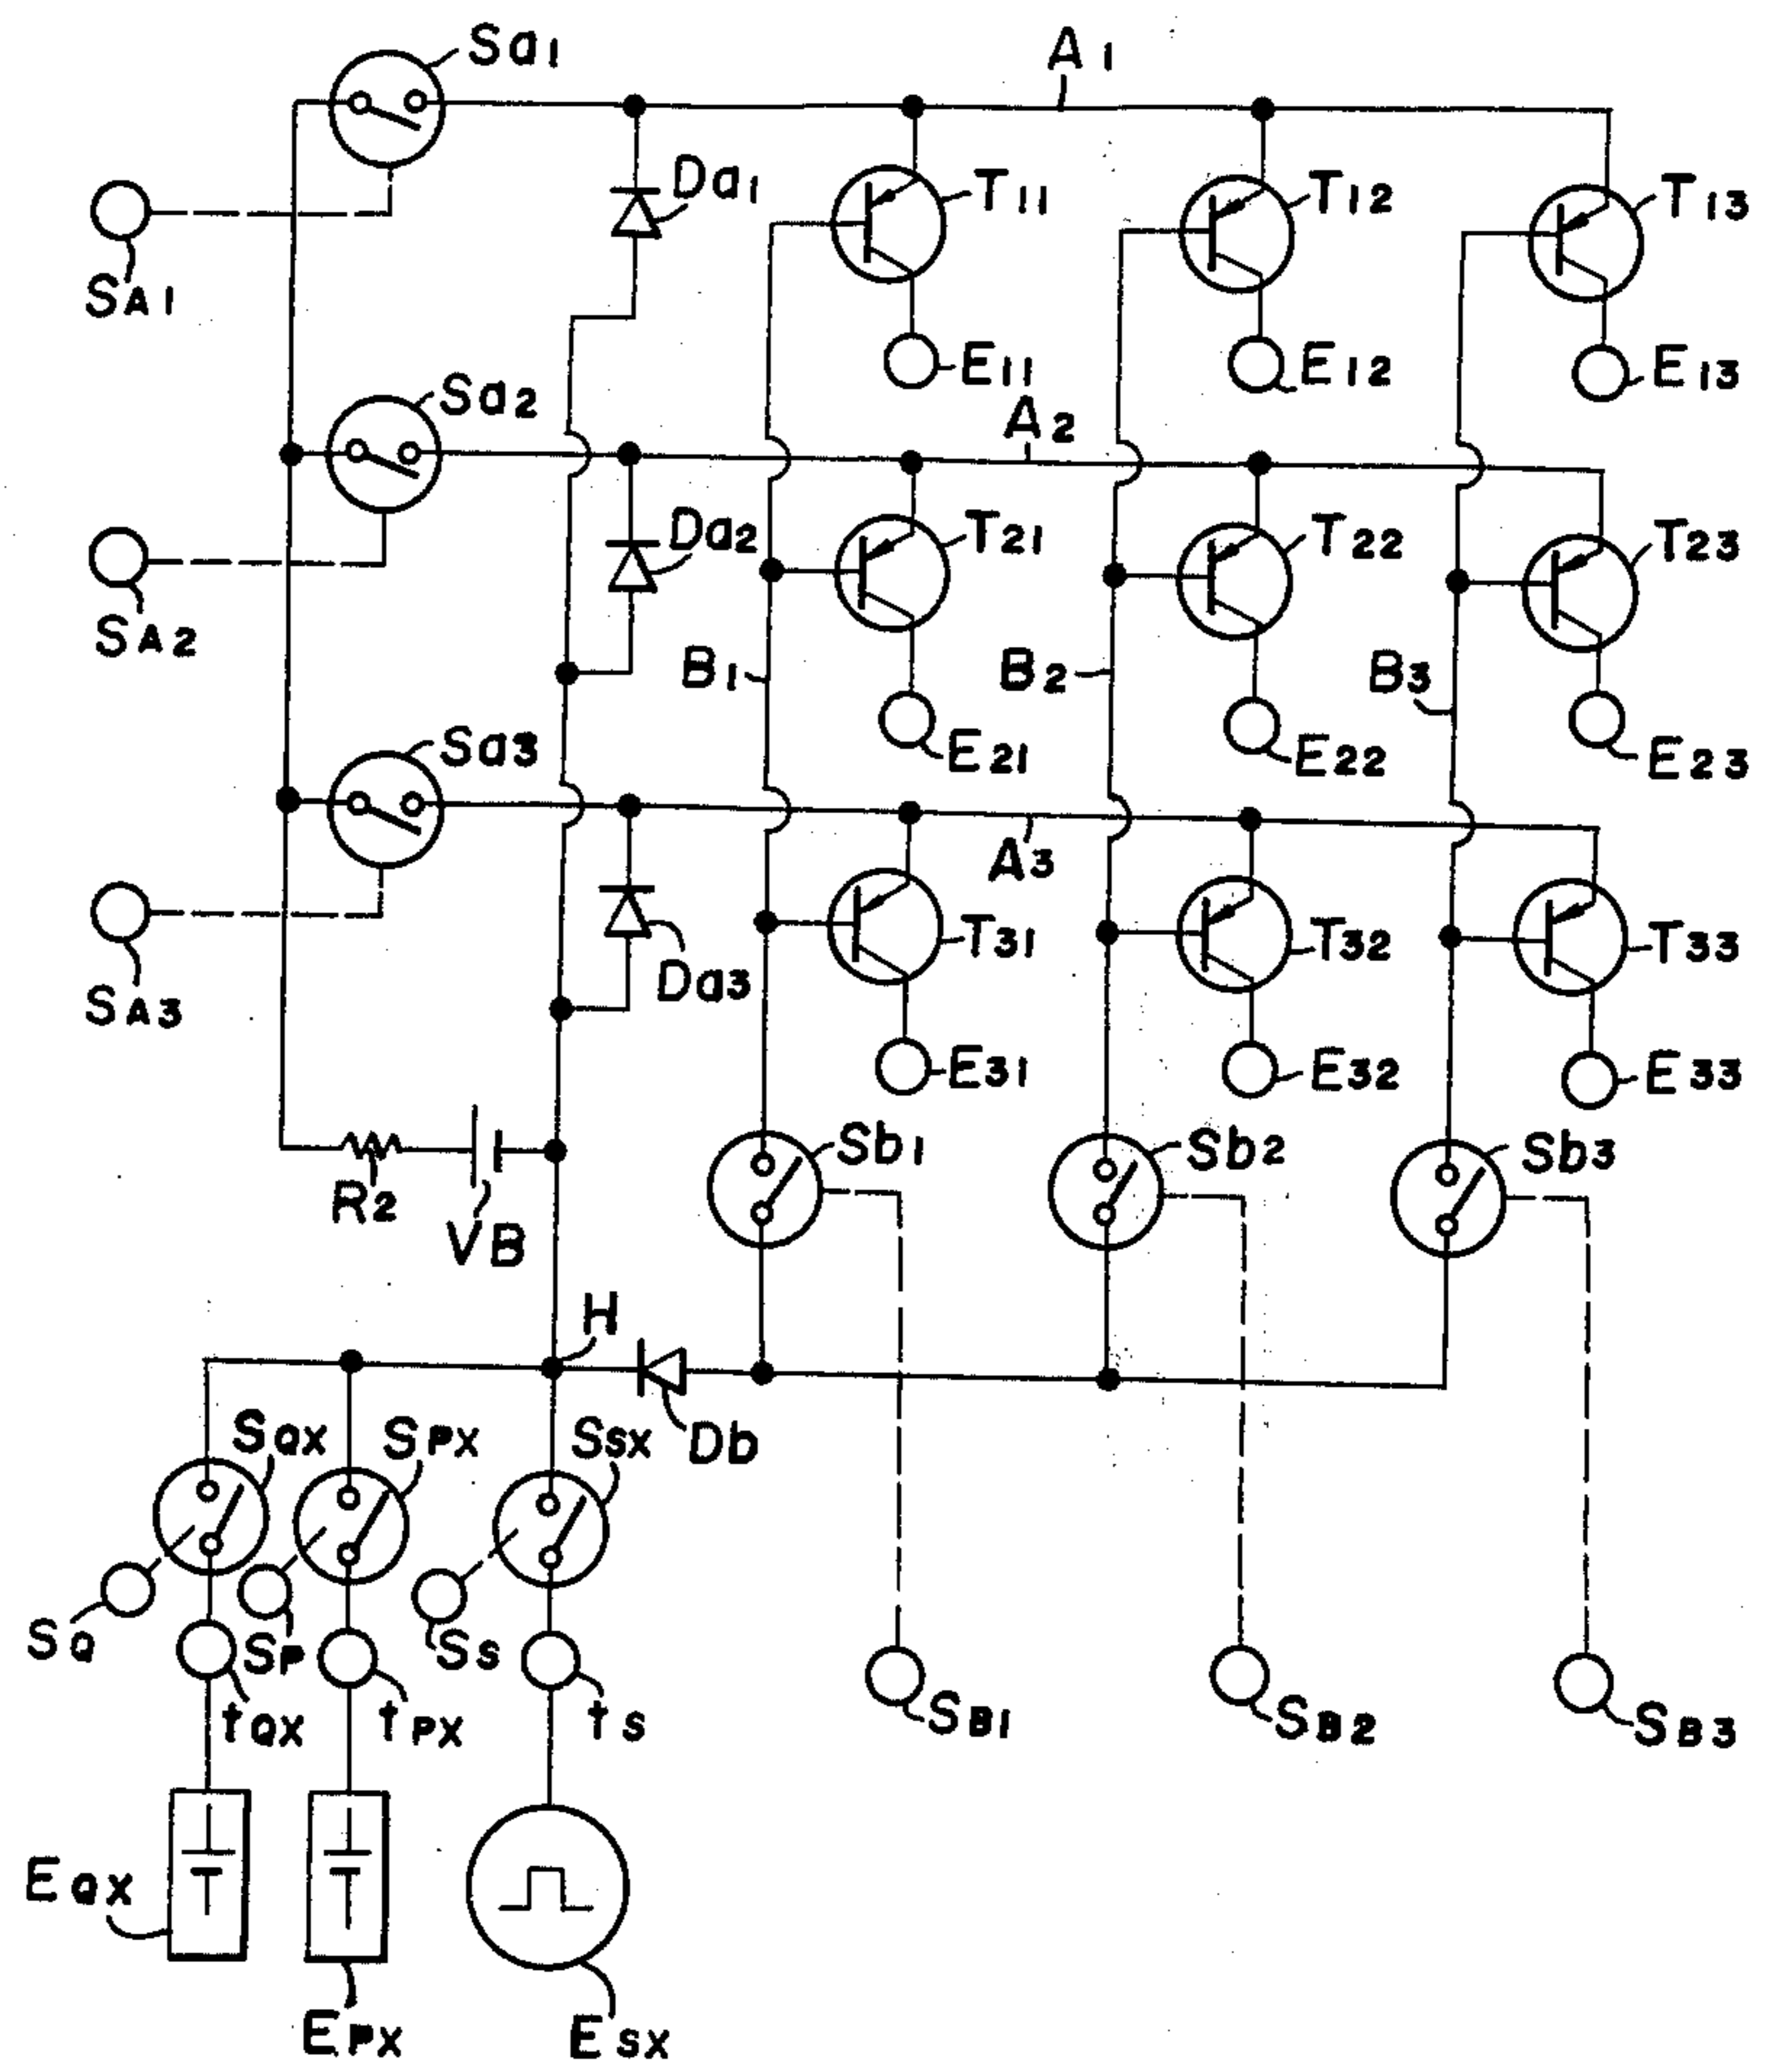 Sa1
A1
Da1
T11
T12
T13
SA1
E11
E12
E13
Sa2
A2
Da2
T21
T22
T23
SA2
B1
B2
B3
E21
E22
E23
Sa3
A3
T31
T32
T33
Da3
SA3
E31
E32
E33
Sb1
Sb2
Sb3
R2
VB
H
SQX
SPX
SSX
Db
SQ
SP
SS
tQX
tPX
tS
SB1
SB2
SB3
EQX
EPX
ESX